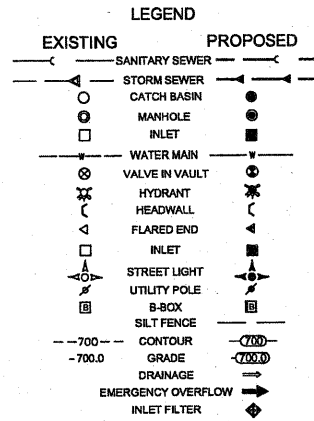 LEGEND
EXISTING PROPOSED
SANITARY SEWER
STORM SEWER
CATCH BASIN
MANHOLE
INLET
W WATER MAIN W
VALVE IN VAULT
HYDRANT
HEADWALL
FLARED END
INLET
STREET LIGHT
UTILITY POLE
B B-BOX B
SILT FENCE
700 CONTOUR 700
-700.0 GRADE 700.0
DRAINAGE
EMERGENCY OVERFLOW
INLET FILTER